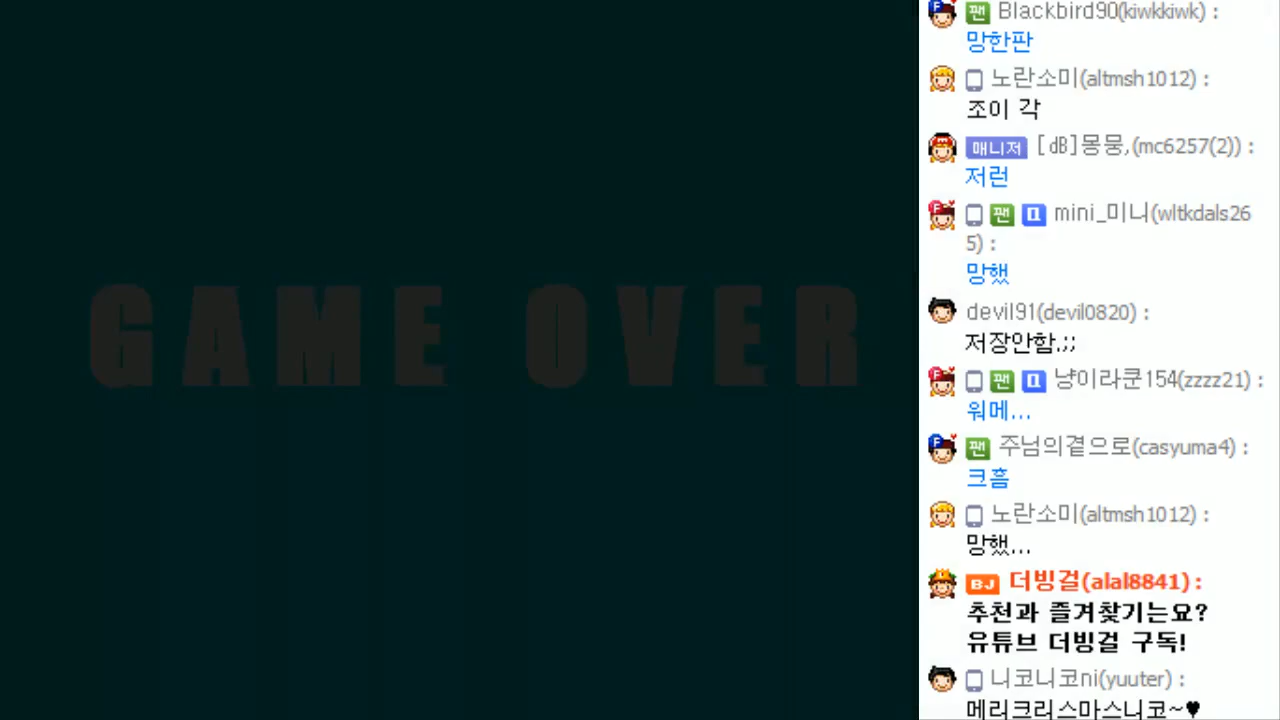 GAME OVER
팬 Blackbird90(kiwkkiwk) :
망한판
노란소미(altmsh1012) :
조이 각
매니저 [dB]몽뭉,(mc6257(2)) :
저런
팬 mini_미니(wltkdals26
5) :
망했
devil91(devil0820) :
저장안함.;;
팬 냥이라쿤154(zzzz21) :
워메...
팬 주님의곁으로(casyuma4) :
크흠
노란소미(altmsh1012) :
망했...
BJ 더빙걸(alal8841) :
추천과 즐겨찾기는요?
유튜브 더빙걸 구독!
니코니코ni(yuuter) :
메리크리스마스니코~♥